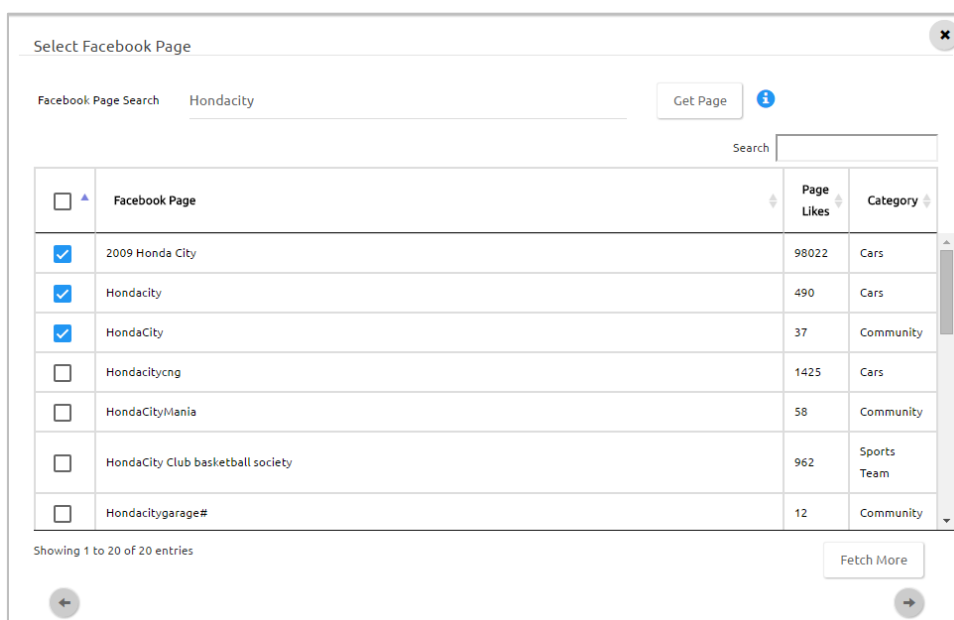 Select Facebook Page
Facebook Page Search Hondacity Get Page
Search
Facebook Page Page Likes Category
2009 Honda City 98022 Cars
Hondacity 490 Cars
HondaCity 37 Community
Hondacitycng 1425 Cars
HondaCityMania 58 Community
HondaCity Club basketball society 962 Sports Team
Hondacitygarage# 12 Community
Showing 1 to 20 of 20 entries
Fetch More